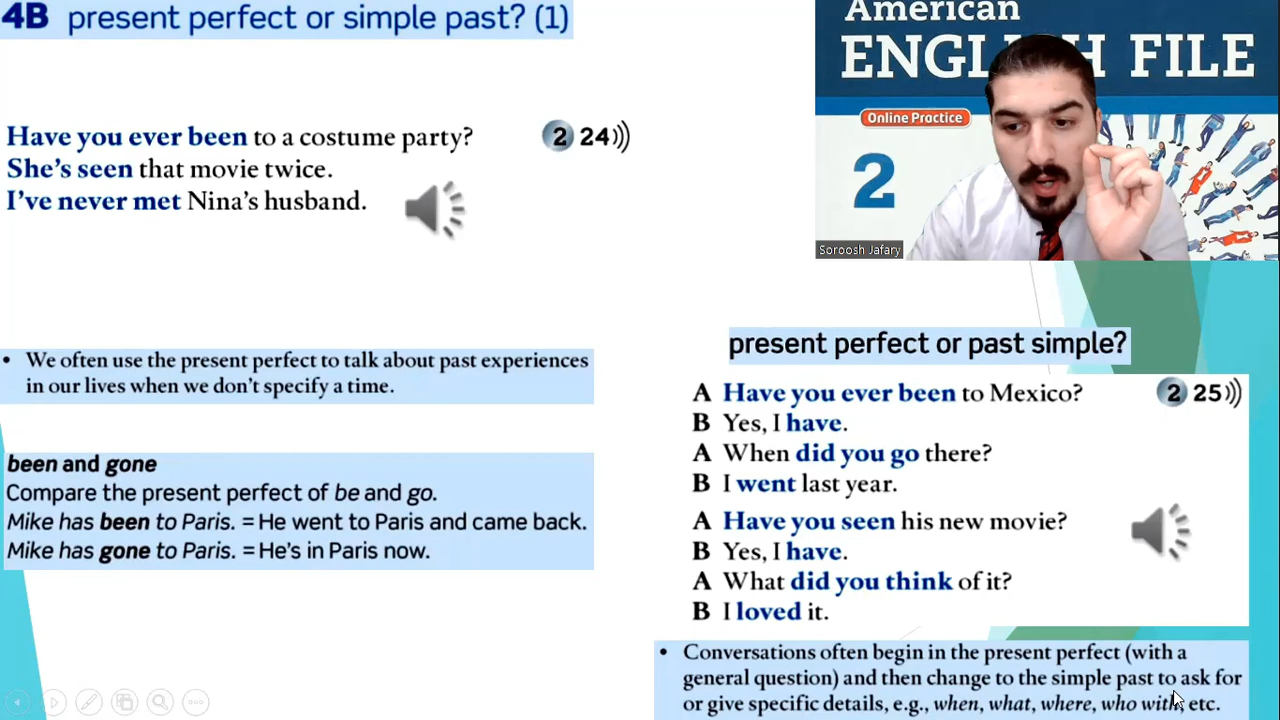 4B present perfect or simple past? (1)
Have you ever been to a costume party?
2 24
She's seen that movie twice.
I've never met Nina's husband.
• We often use the present perfect to talk about past experiences
in our lives when we don't specify a time.
been and gone
Compare the present perfect of be and go.
Mike has been to Paris. = He went to Paris and came back.
Mike has gone to Paris. = He's in Paris now.
American
ENGLISH FILE
Online Practice
2
Soroosh Jafary
present perfect or past simple?
A Have you ever been to Mexico?
2 25
B Yes, I have.
A When did you go there?
B I went last year.
A Have you seen his new movie?
B Yes, I have.
A What did you think of it?
B I loved it.
• Conversations often begin in the present perfect (with a
general question) and then change to the simple past to ask for
or give specific details, e.g., when, what, where, who with, etc.